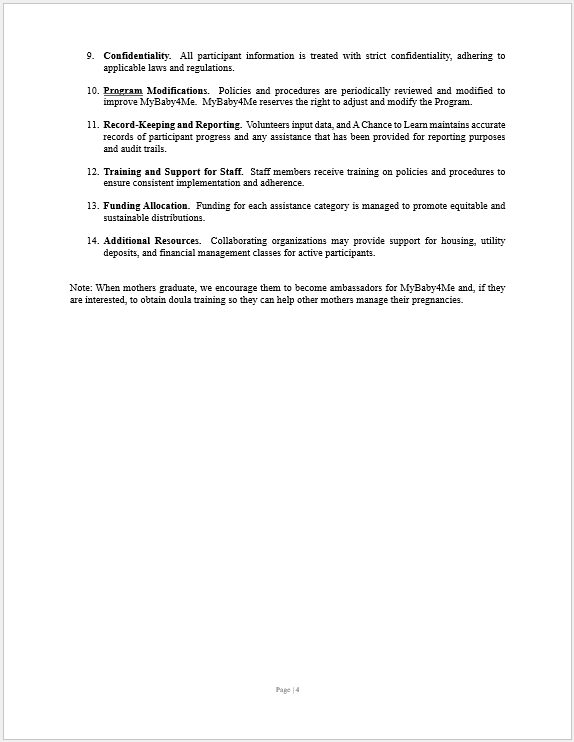 9. Confidentiality. All participant information is treated with strict confidentiality, adhering to
applicable laws and regulations.
10. Program Modifications. Policies and procedures are periodically reviewed and modified to
improve MyBaby4Me. MyBaby4Me reserves the right to adjust and modify the Program.
11. Record-Keeping and Reporting. Volunteers input data, and A Chance to Learn maintains accurate
records of participant progress and any assistance that has been provided for reporting purposes
and audit trails.
12. Training and Support for Staff. Staff members receive training on policies and procedures to
ensure consistent implementation and adherence.
13. Funding Allocation. Funding for each assistance category is managed to promote equitable and
sustainable distributions.
14. Additional Resources. Collaborating organizations may provide support for housing, utility
deposits, and financial management classes for active participants.
Note: When mothers graduate, we encourage them to become ambassadors for MyBaby4Me and, if they
are interested, to obtain doula training so they can help other mothers manage their pregnancies.
Page | 4